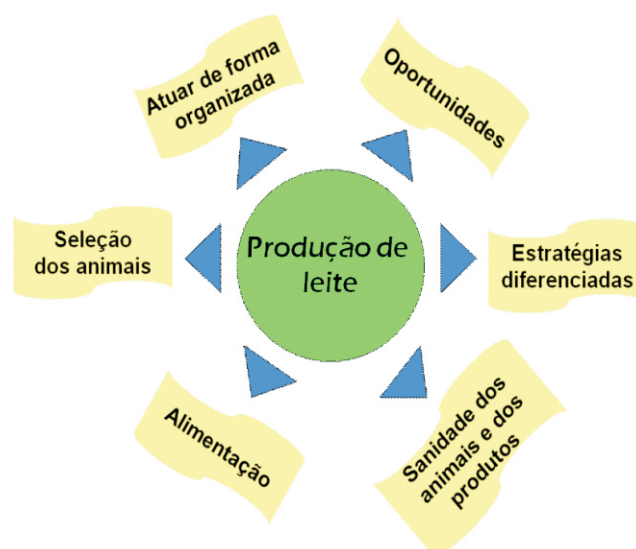 Atuar de forma
organizada
Oportunidades
Seleção
dos animais
Produção de
leite
Estratégias
diferenciadas
Alimentação
Sanidade dos
animais e dos
produtos